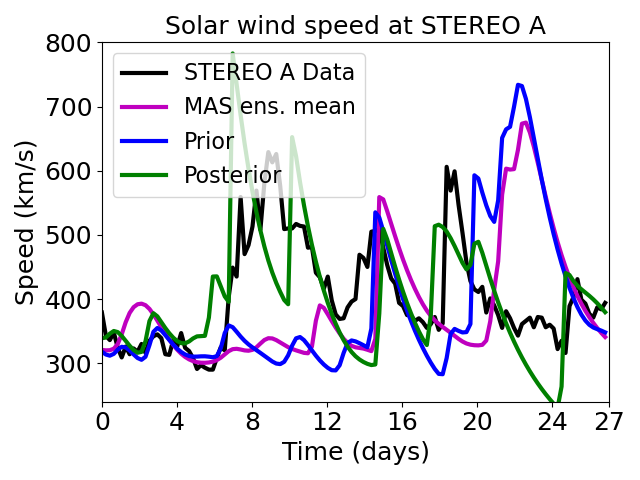 Solar wind speed at STEREO A
800
700
600
500
400
300
Speed (km/s)
STEREO A Data
MAS ens. mean
Prior
Posterior
0 4 8 12 16 20 24 27
Time (days)